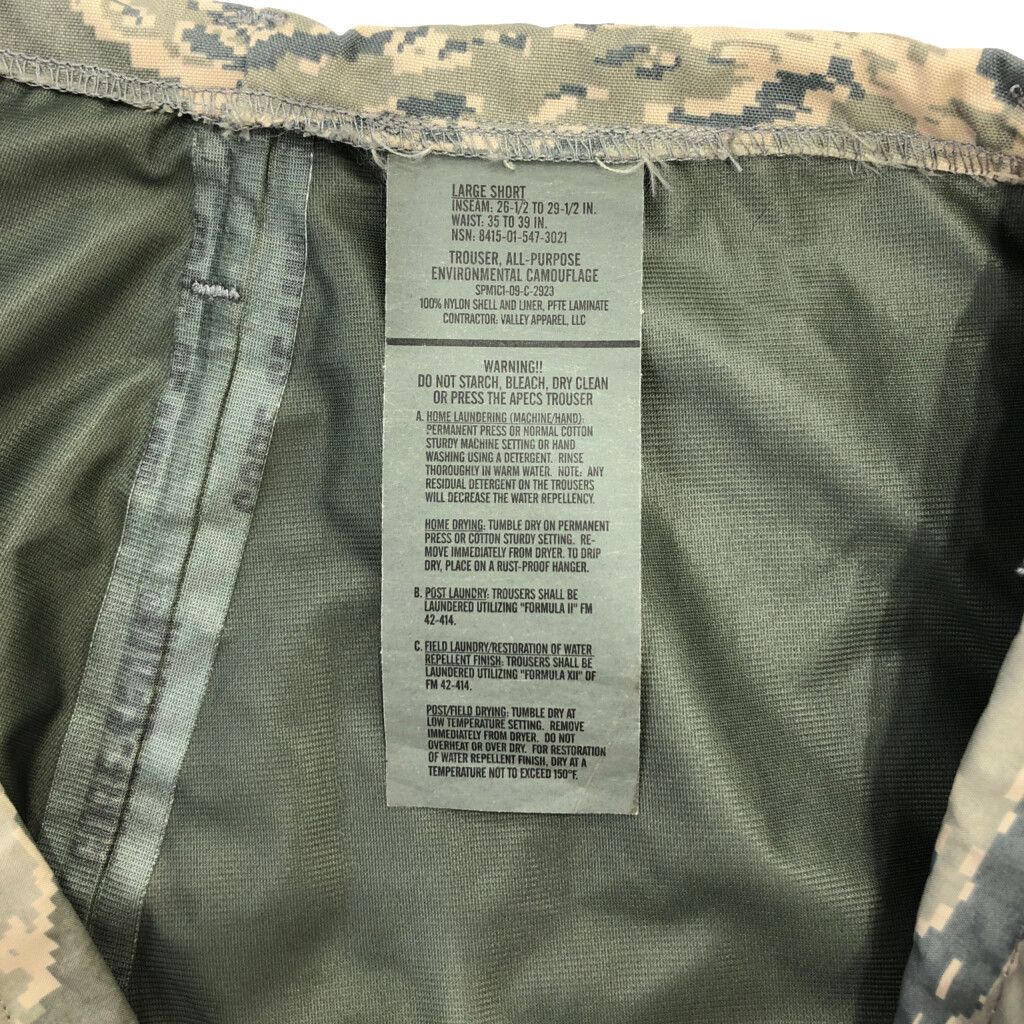 LARGE SHORT
INSEAM: 26-1/2 TO 29-1/2 IN.
WAIST: 35 TO 39 IN.
NSN: 8415-01-547-3021
TROUSER, ALL-PURPOSE
ENVIRONMENTAL CAMOUFLAGE
SPM1C1-09-C-2923
100% NYLON SHELL AND LINER, PFTE LAMINATE
CONTRACTOR: VALLEY APPAREL, LLC
WARNING!!
DO NOT STARCH, BLEACH, DRY CLEAN
OR PRESS THE APECS TROUSER
A. HOME LAUNDERING (MACHINE/HAND):
PERMANENT PRESS OR NORMAL COTTON
STURDY MACHINE SETTING OR HAND
WASHING USING A DETERGENT. RINSE
THOROUGHLY IN WARM WATER. NOTE: ANY
RESIDUAL DETERGENT ON THE TROUSERS
WILL DECREASE THE WATER REPELLENCY.
HOME DRYING: TUMBLE DRY ON PERMANENT
PRESS OR COTTON STURDY SETTING. RE-
MOVE IMMEDIATELY FROM DRYER. TO DRIP
DRY, PLACE ON A RUST-PROOF HANGER.
B. POST LAUNDRY: TROUSERS SHALL BE
LAUNDERED UTILIZING "FORMULA II" FM
42-414.
C. FIELD LAUNDRY/RESTORATION OF WATER
REPELLENT FINISH: TROUSERS SHALL BE
LAUNDERED UTILIZING "FORMULA XII" OF
FM 42-414.
POST/FIELD DRYING: TUMBLE DRY AT
LOW TEMPERATURE SETTING. REMOVE
IMMEDIATELY FROM DRYER. DO NOT
OVERHEAT OR OVER DRY. FOR RESTORATION
OF WATER REPELLENT FINISH, DRY AT A
TEMPERATURE NOT TO EXCEED 150°F.